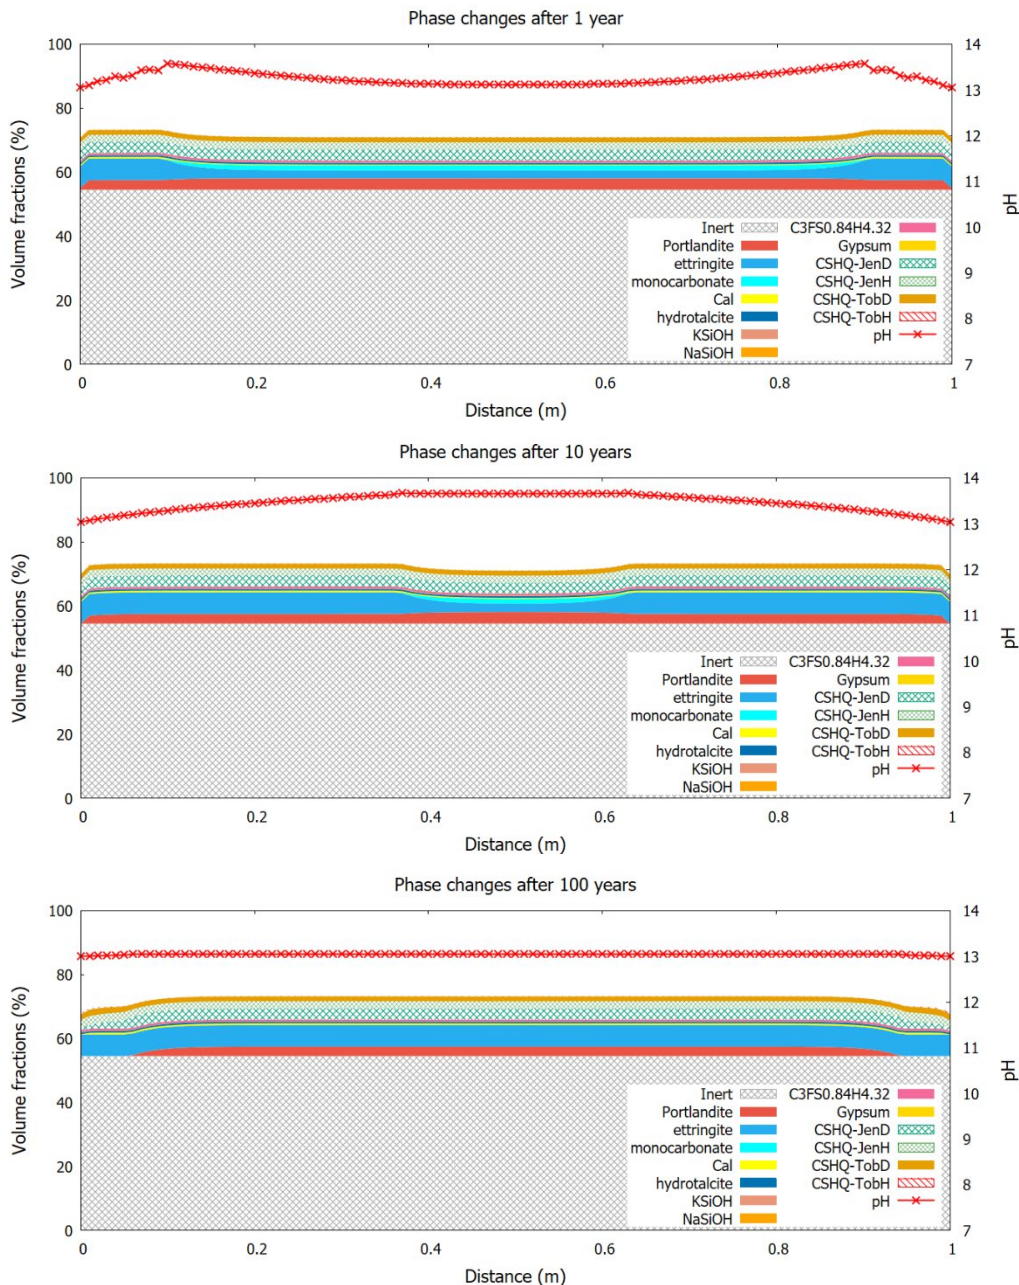 Phase changes after 1 year
100
80
60
40
20
0
Volume fractions (%)
14
13
12
11
10
9
8
7
pH
Inert
Portlandite
ettringite
monocarbonate
Cal
hydrotalcite
KSiOH
NaSiOH
C3FS0.84H4.32
Gypsum
CSHQ-JenD
CSHQ-JenH
CSHQ-TobD
CSHQ-TobH
pH
0 0.2 0.4 0.6 0.8 1
Distance (m)
Phase changes after 10 years
100
80
60
40
20
0
Volume fractions (%)
14
13
12
11
10
9
8
7
pH
Inert
Portlandite
ettringite
monocarbonate
Cal
hydrotalcite
KSiOH
NaSiOH
C3FS0.84H4.32
Gypsum
CSHQ-JenD
CSHQ-JenH
CSHQ-TobD
CSHQ-TobH
pH
0 0.2 0.4 0.6 0.8 1
Distance (m)
Phase changes after 100 years
100
80
60
40
20
0
Volume fractions (%)
14
13
12
11
10
9
8
7
pH
Inert
Portlandite
ettringite
monocarbonate
Cal
hydrotalcite
KSiOH
NaSiOH
C3FS0.84H4.32
Gypsum
CSHQ-JenD
CSHQ-JenH
CSHQ-TobD
CSHQ-TobH
pH
0 0.2 0.4 0.6 0.8 1
Distance (m)